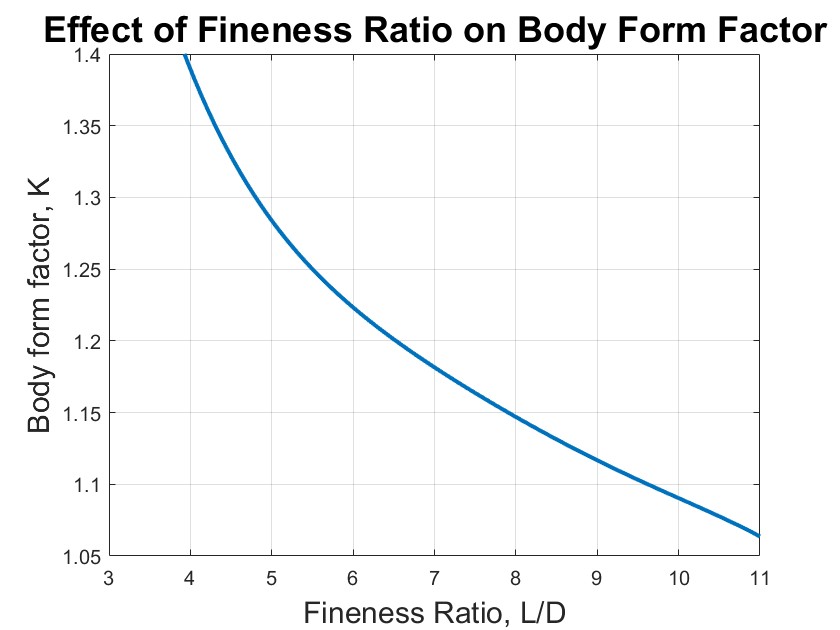 Effect of Fineness Ratio on Body Form Factor
1.4
1.35
1.3
1.25
1.2
1.15
1.1
1.05
Body form factor, K
3 4 5 6 7 8 9 10 11
Fineness Ratio, L/D